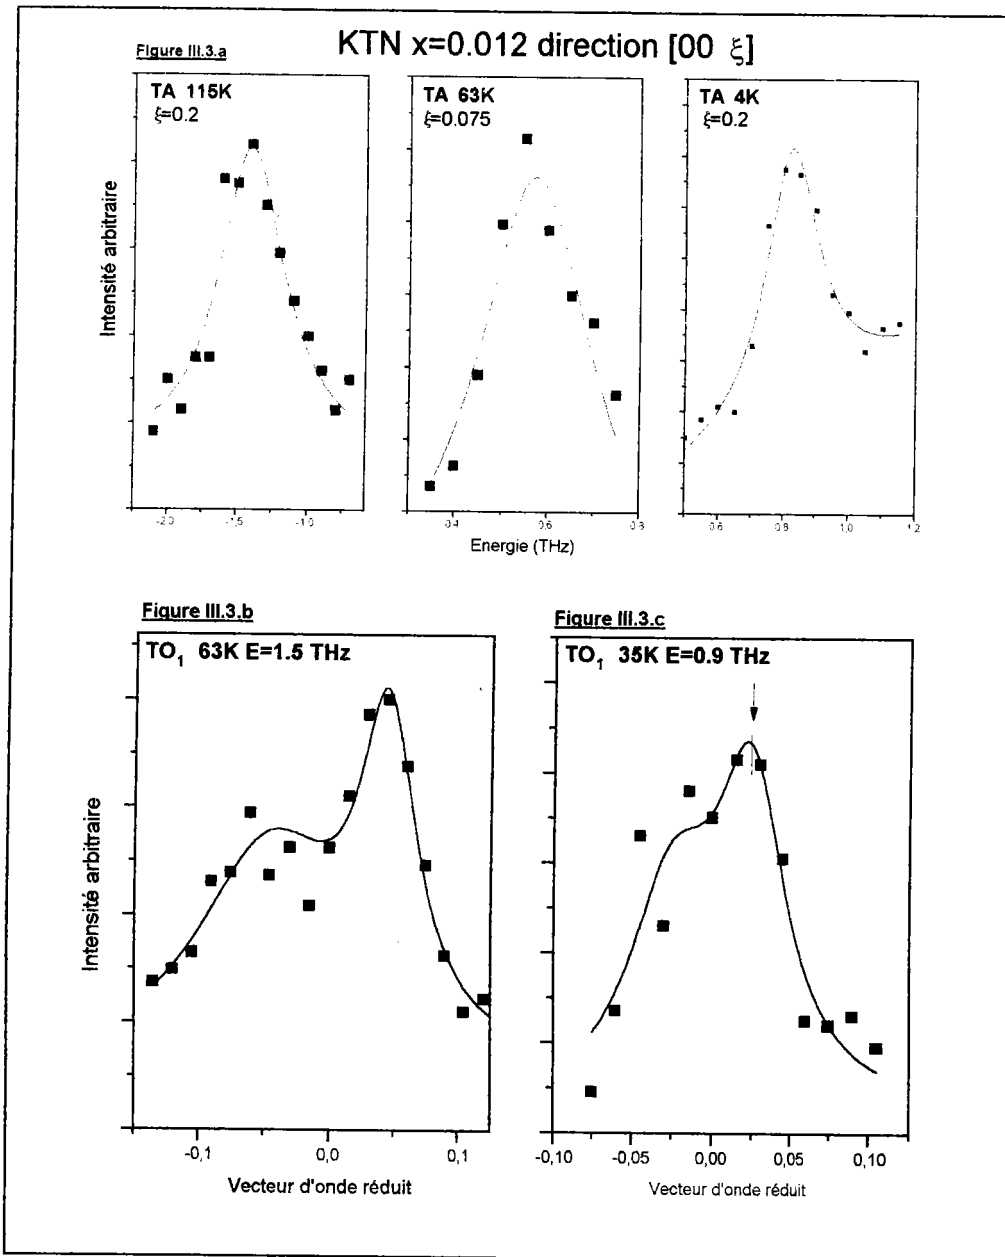 Figure III.3.a
KTN x=0.012 direction [00 ξ]
TA 115K
ξ=0.2
TA 63K
ξ=0.075
TA 4K
ξ=0.2
Intensité arbitraire
-2.0 -1.5 -1.0
0.4 0.6 0.8
0.6 0.8 1.0 1.2
Energie (THz)
Figure III.3.b
TO₁ 63K E=1.5 THz
Intensité arbitraire
-0,1 0,0 0,1
Vecteur d'onde réduit
Figure III.3.c
TO₁ 35K E=0.9 THz
-0,10 -0,05 0,00 0,05 0,10
Vecteur d'onde réduit